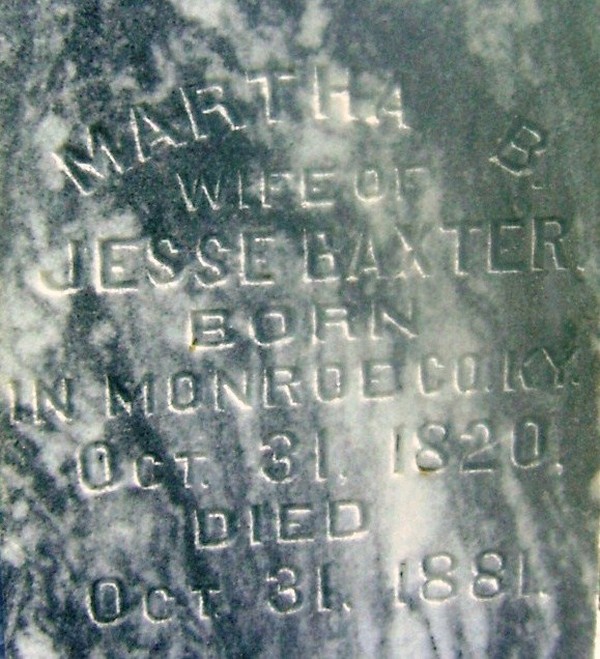 MARTHA B.
WIFE OF
JESSE BAXTER.
BORN
IN MONROE CO. KY.
OCT. 31. 1820.
DIED
OCT 31. 1881.